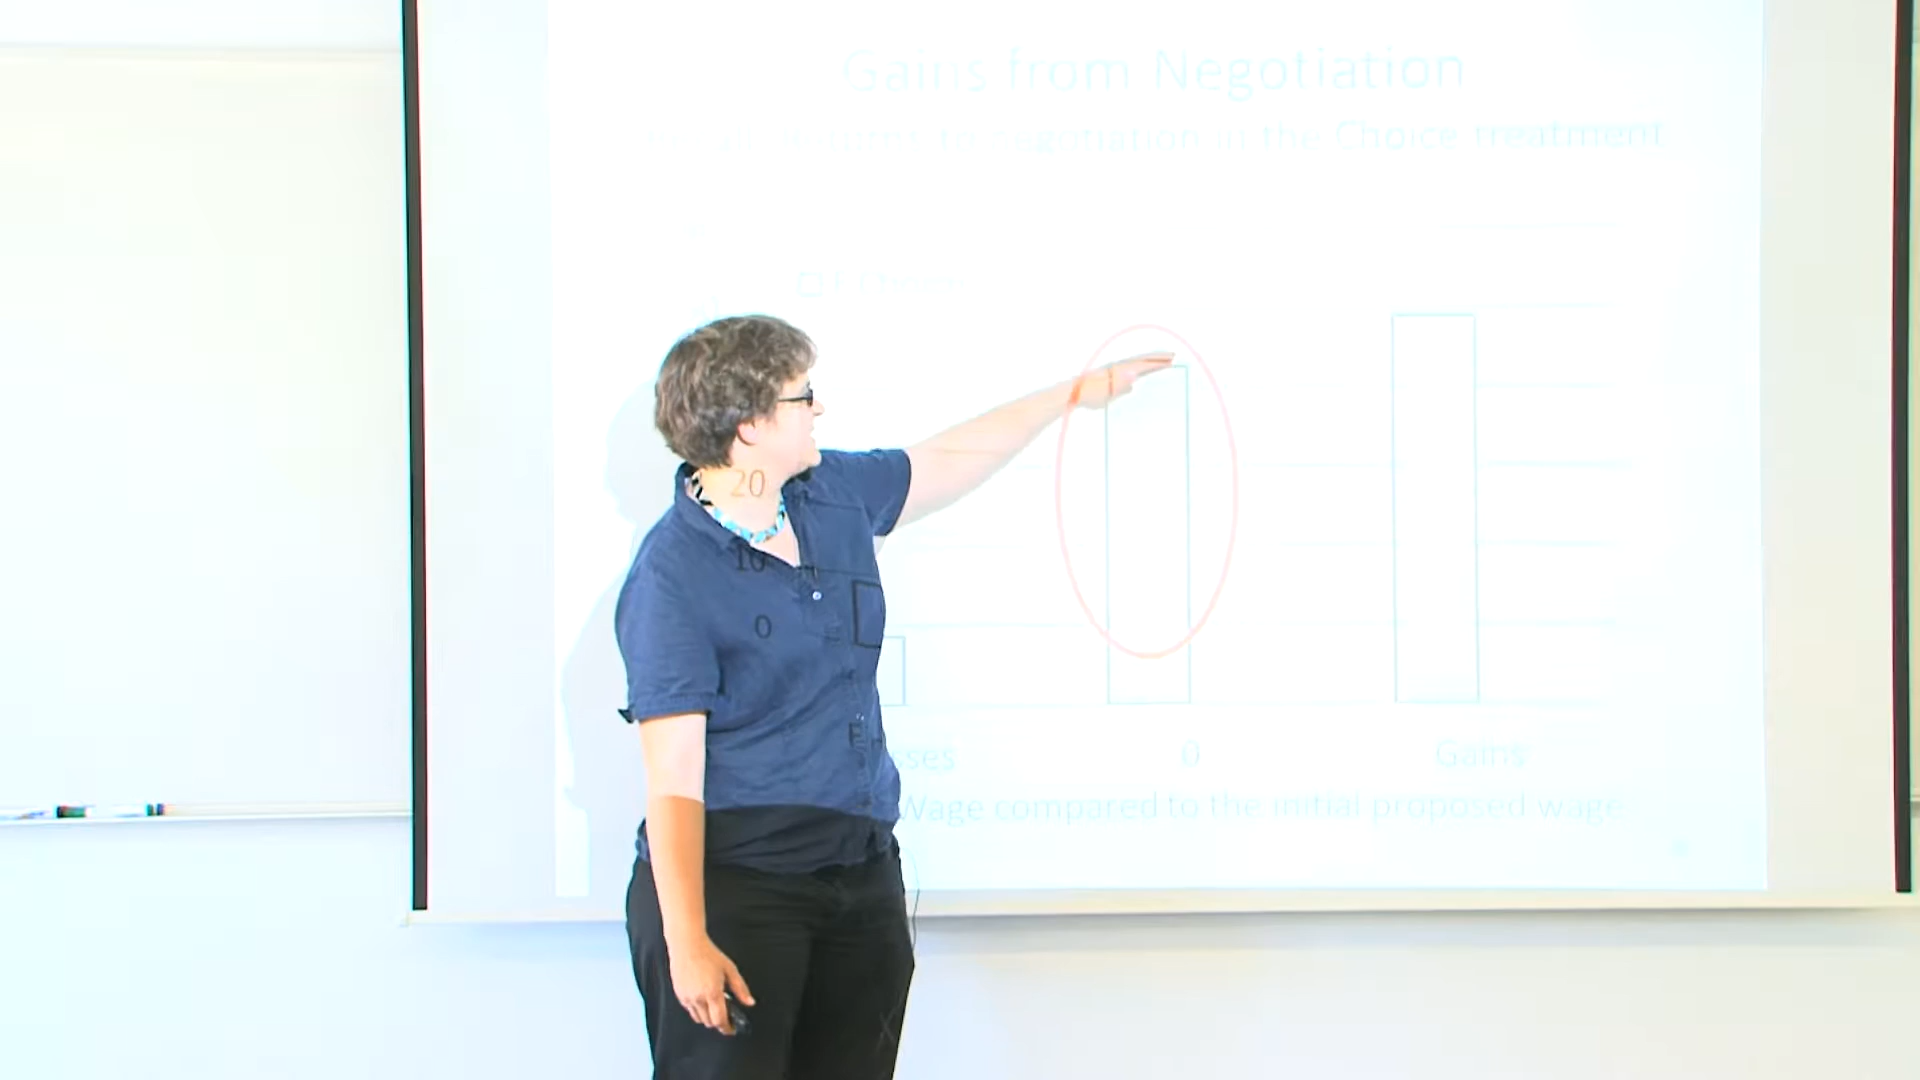 Gains from Negotiation
to negotiation in the Choice treatment
Choice
20
10
0
sses 0 Gains
Wage compared to the initial proposed wage